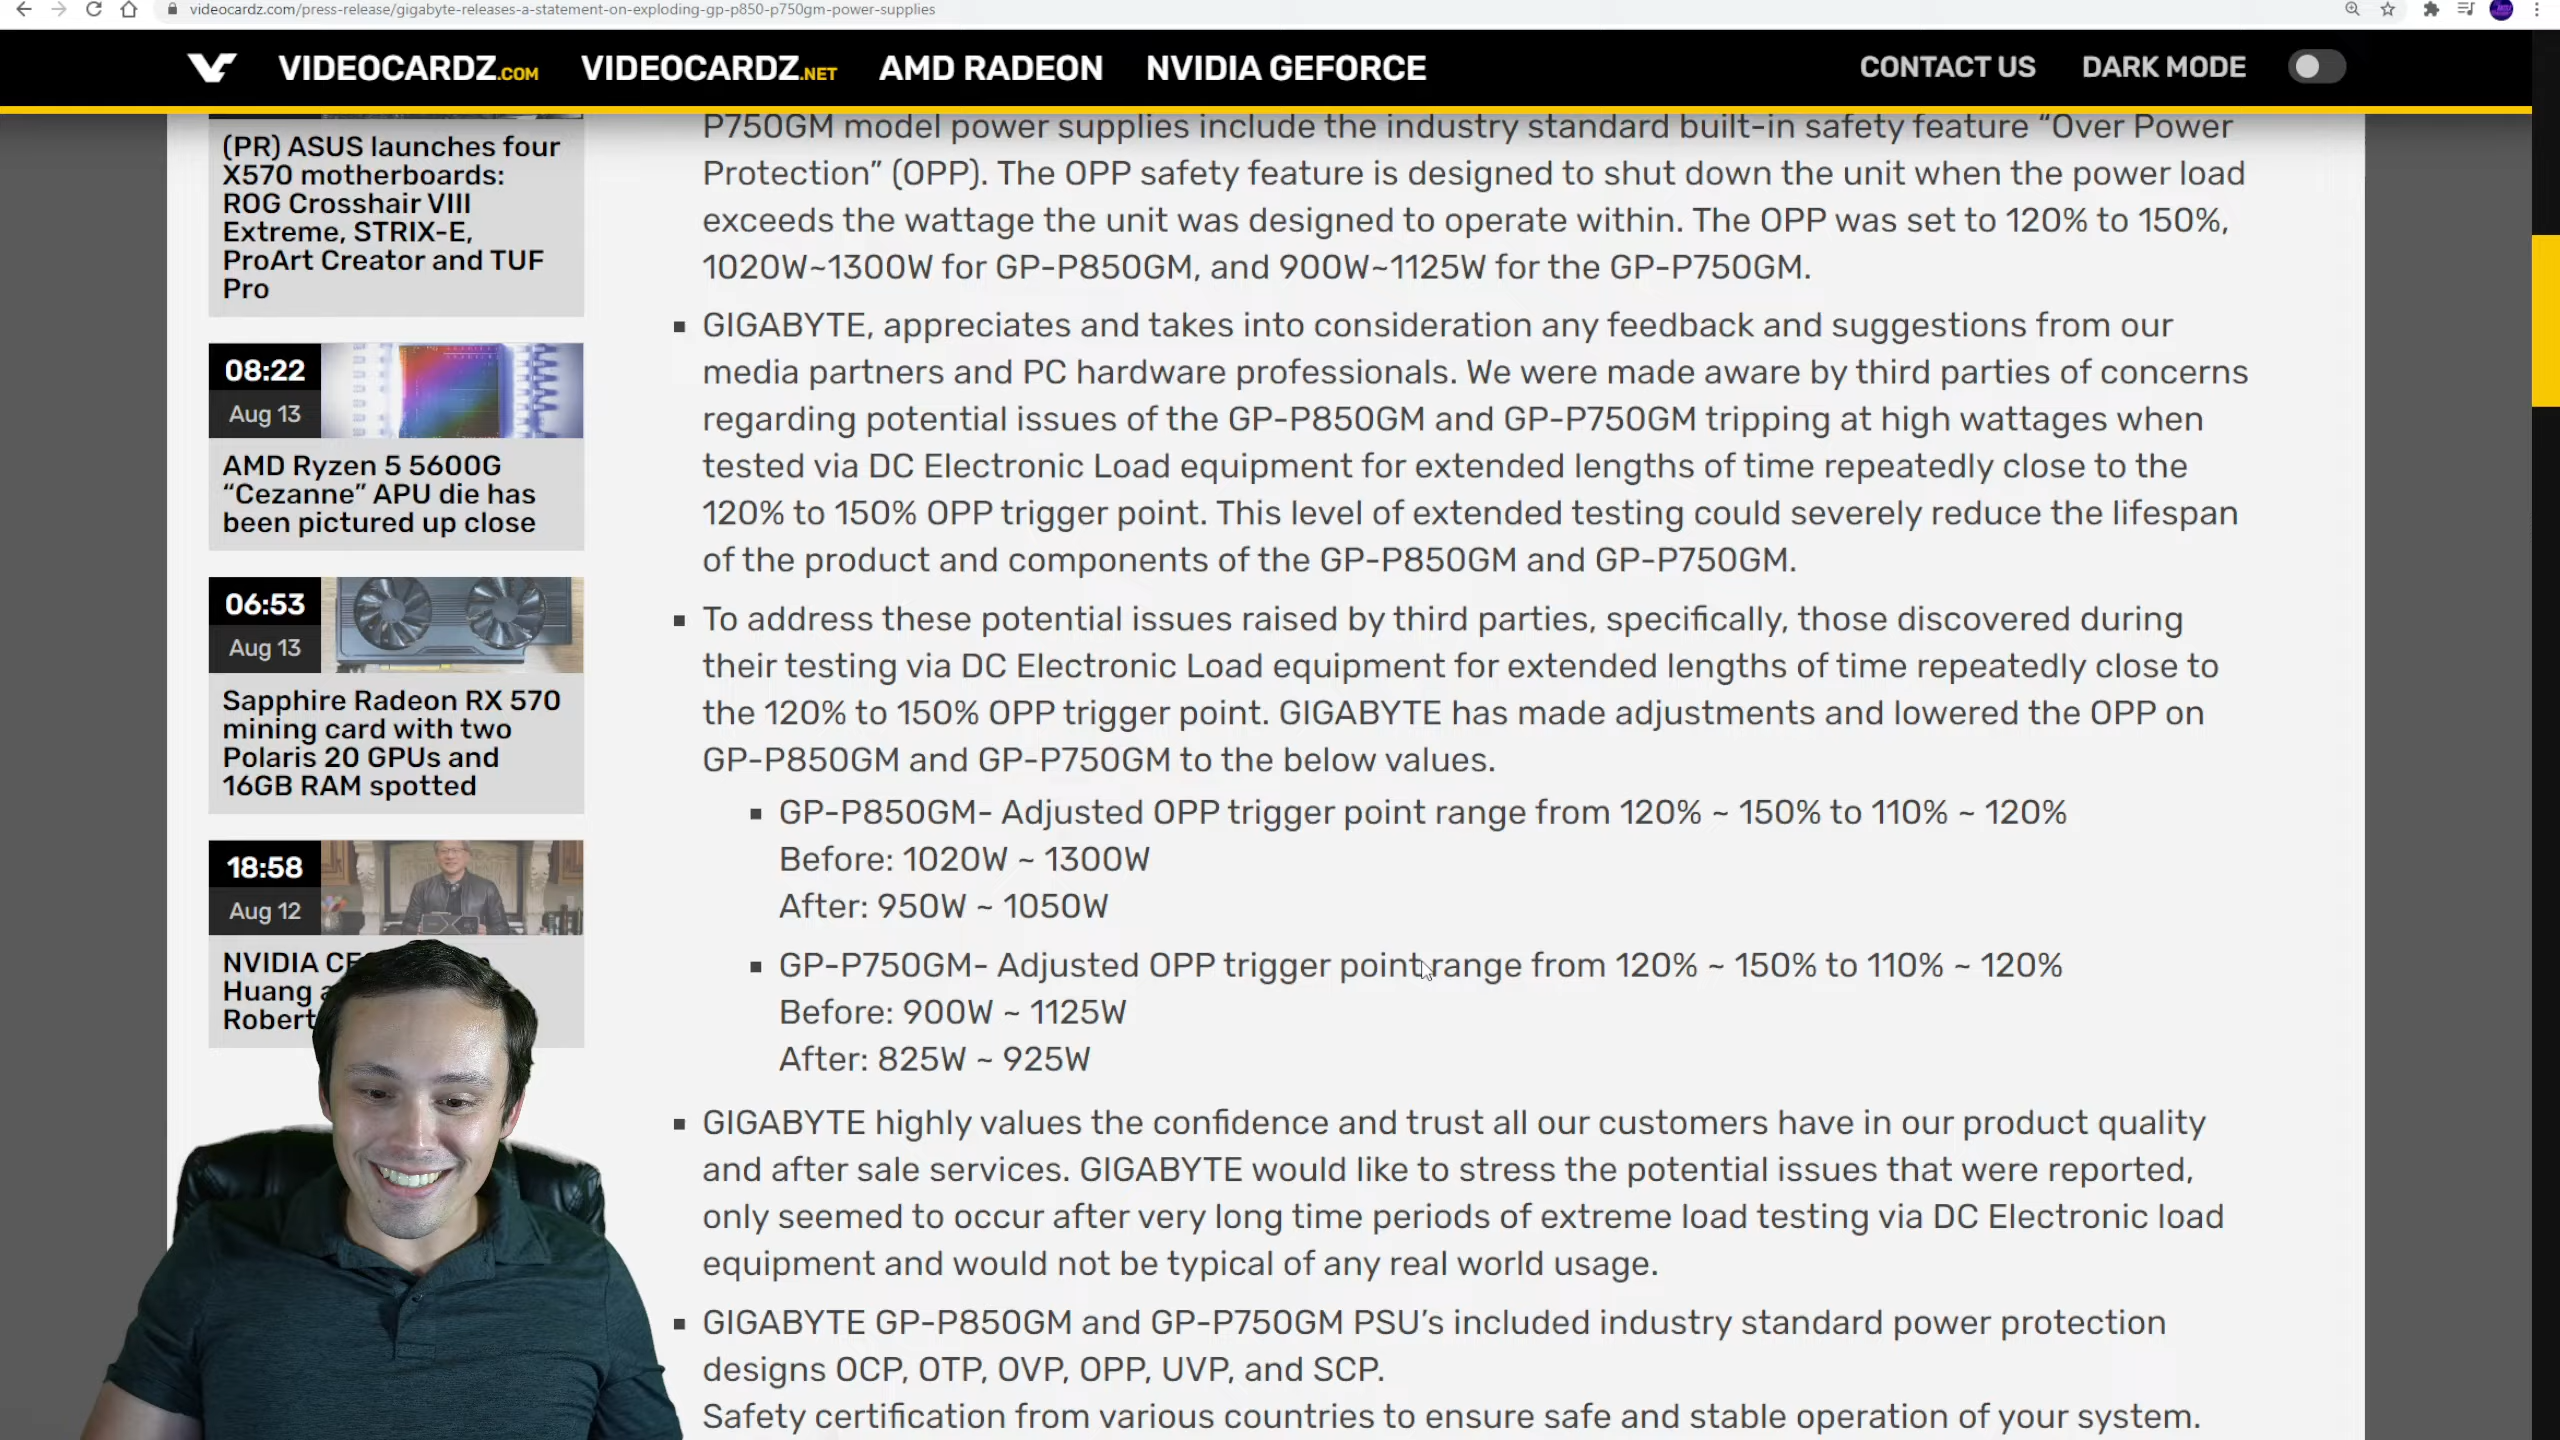 videocardz.com/press-release/gigabyte-releases-a-statement-on-exploding-gp-p850-p750gm-power-supplies
VIDEOCARDZ.COM VIDEOCARDZ.NET AMD RADEON NVIDIA GEFORCE CONTACT US DARK MODE
(PR) ASUS launches four
X570 motherboards:
ROG Crosshair VIII
Extreme, STRIX-E,
ProArt Creator and TUF
Pro
08:22
Aug 13
AMD Ryzen 5 5600G
“Cezanne” APU die has
been pictured up close
06:53
Aug 13
Sapphire Radeon RX 570
mining card with two
Polaris 20 GPUs and
16GB RAM spotted
18:58
Aug 12
NVIDIA
Huang
Robert
P750GM model power supplies include the industry standard built-in safety feature “Over Power
Protection” (OPP). The OPP safety feature is designed to shut down the unit when the power load
exceeds the wattage the unit was designed to operate within. The OPP was set to 120% to 150%,
1020W~1300W for GP-P850GM, and 900W~1125W for the GP-P750GM.
▪ GIGABYTE, appreciates and takes into consideration any feedback and suggestions from our
media partners and PC hardware professionals. We were made aware by third parties of concerns
regarding potential issues of the GP-P850GM and GP-P750GM tripping at high wattages when
tested via DC Electronic Load equipment for extended lengths of time repeatedly close to the
120% to 150% OPP trigger point. This level of extended testing could severely reduce the lifespan
of the product and components of the GP-P850GM and GP-P750GM.
▪ To address these potential issues raised by third parties, specifically, those discovered during
their testing via DC Electronic Load equipment for extended lengths of time repeatedly close to
the 120% to 150% OPP trigger point. GIGABYTE has made adjustments and lowered the OPP on
GP-P850GM and GP-P750GM to the below values.
▪ GP-P850GM- Adjusted OPP trigger point range from 120% ~ 150% to 110% ~ 120%
Before: 1020W ~ 1300W
After: 950W ~ 1050W
▪ GP-P750GM- Adjusted OPP trigger point range from 120% ~ 150% to 110% ~ 120%
Before: 900W ~ 1125W
After: 825W ~ 925W
▪ GIGABYTE highly values the confidence and trust all our customers have in our product quality
and after sale services. GIGABYTE would like to stress the potential issues that were reported,
only seemed to occur after very long time periods of extreme load testing via DC Electronic load
equipment and would not be typical of any real world usage.
▪ GIGABYTE GP-P850GM and GP-P750GM PSU’s included industry standard power protection
designs OCP, OTP, OVP, OPP, UVP, and SCP.
Safety certification from various countries to ensure safe and stable operation of your system.